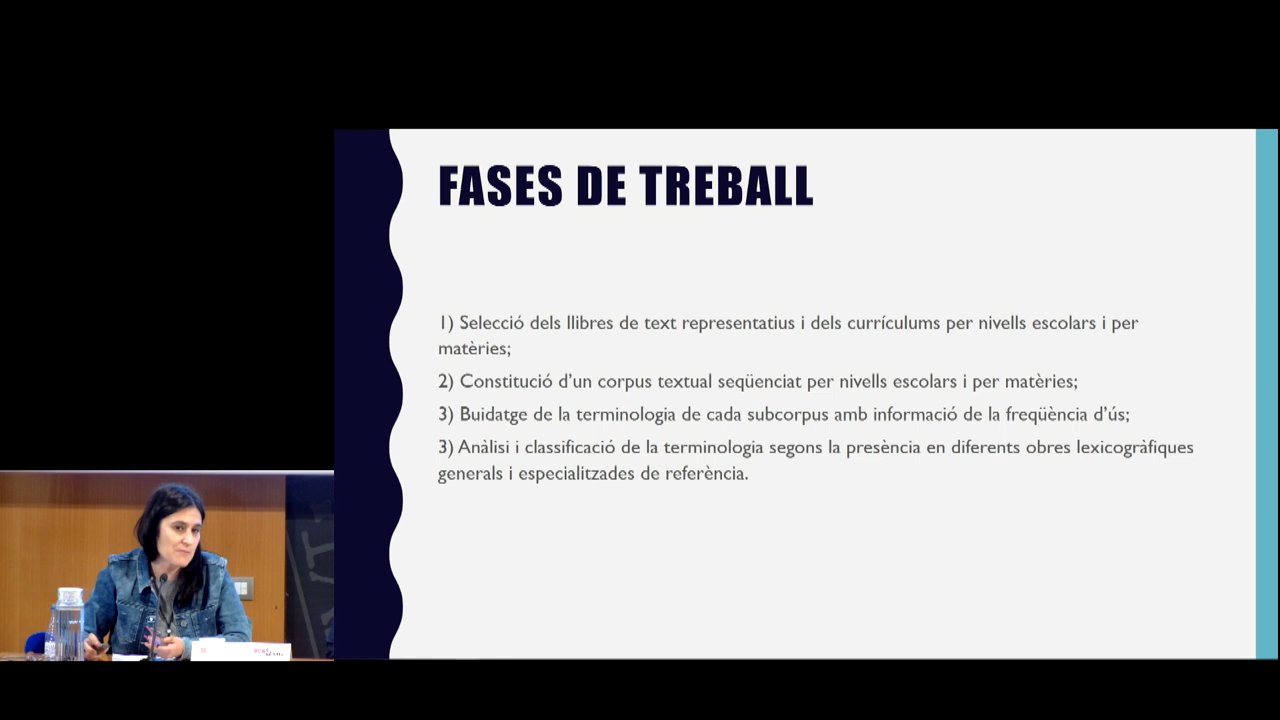 FASES DE TREBALL
1) Selecció dels llibres de text representatius i dels currículums per nivells escolars i per
matèries;
2) Constitució d'un corpus textual seqüenciat per nivells escolars i per matèries;
3) Buidatge de la terminologia de cada subcorpus amb informació de la freqüència d'ús;
3) Anàlisi i classificació de la terminologia segons la presència en diferents obres lexicogràfiques
generals i especialitzades de referència.